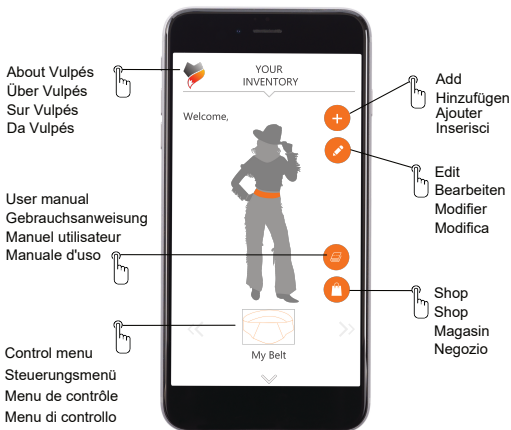 About Vulpés
Über Vulpés
Sur Vulpés
Da Vulpés
YOUR
INVENTORY
Welcome,
Add
Hinzufügen
Ajouter
Inserisci
Edit
Bearbeiten
Modifier
Modifica
User manual
Gebrauchsanweisung
Manuel utilisateur
Manuale d'uso
Shop
Shop
Magasin
Negozio
Control menu
Steuerungsmenü
Menu de contrôle
Menu di controllo
My Belt